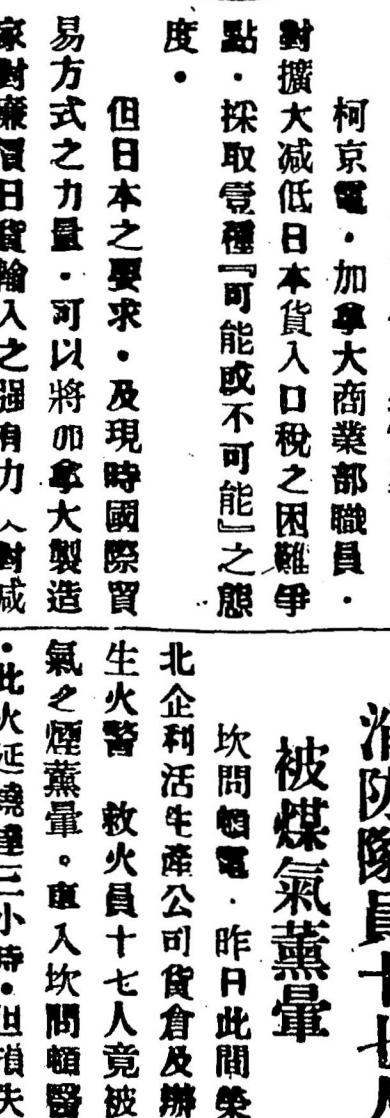 柯京電・加拿大商業部職員・
對擴大減低日本貨入口稅之困難爭
點・採取壹種『可能或不可能』之態
度・
但日本之要求・及現時國際貿
易方式之力量・可以將加拿大製造
家對廉價日貨輸入之强有力
消防隊員十七人
被煤氣薰暈
坎問頓電・昨日此間
北企利活生產公司貨倉及辦
生火警 救火員十七人竟被
氣之煙薰暈。車入坎問頓醫
・此火延燒達三小時・但損失